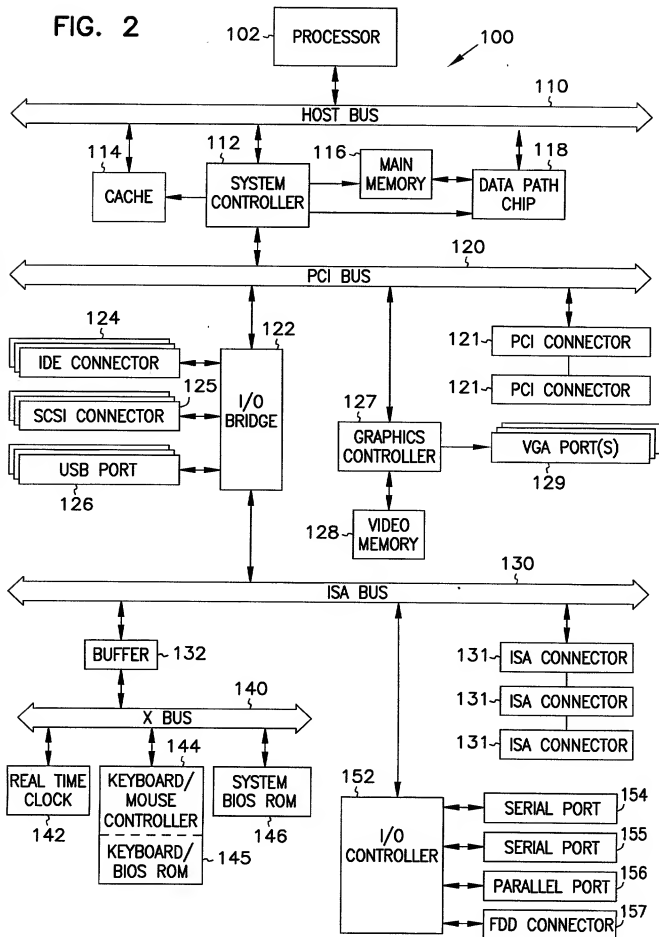 FIG. 2
102
PROCESSOR
100
110
HOST BUS
114
CACHE
112
SYSTEM
CONTROLLER
116
MAIN
MEMORY
118
DATA PATH
CHIP
120
PCI BUS
124
IDE CONNECTOR
125
SCSI CONNECTOR
USB PORT
126
122
I/O
BRIDGE
127
GRAPHICS
CONTROLLER
128
VIDEO
MEMORY
121
PCI CONNECTOR
121
PCI CONNECTOR
VGA PORT(S)
129
130
ISA BUS
BUFFER
132
140
X BUS
REAL TIME
CLOCK
142
144
KEYBOARD/
MOUSE
CONTROLLER
KEYBOARD/
BIOS ROM
145
SYSTEM
BIOS ROM
146
131
ISA CONNECTOR
131
ISA CONNECTOR
131
ISA CONNECTOR
152
I/O
CONTROLLER
SERIAL PORT
154
SERIAL PORT
155
PARALLEL PORT
156
FDD CONNECTOR
157